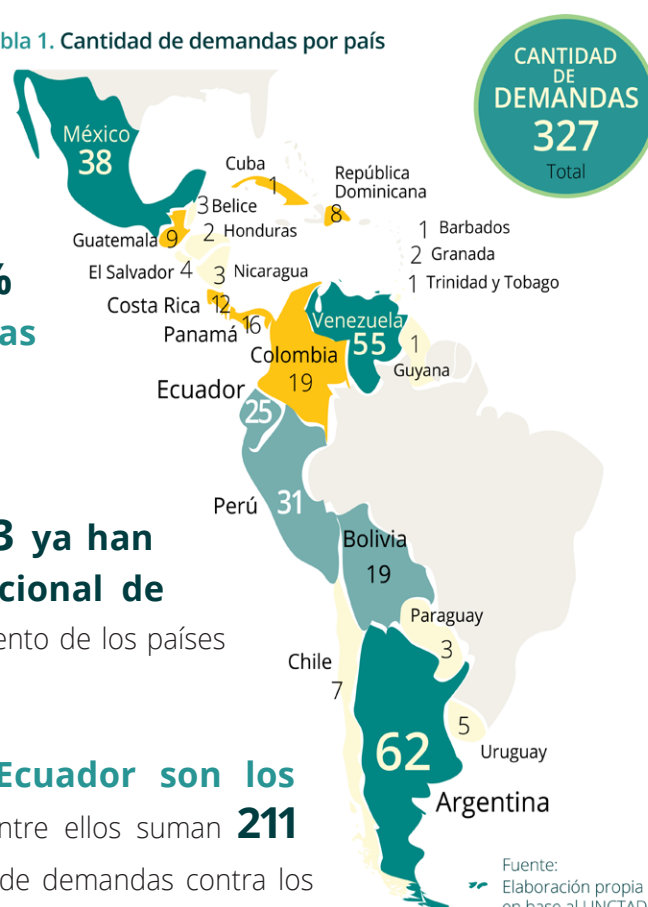 bla 1. Cantidad de demandas por país
CANTIDAD
DE
DEMANDAS
327
Total
México
38
Cuba
1
República
Dominicana
8
3 Belice
2 Honduras
Guatemala 9
El Salvador 4
3 Nicaragua
1 Barbados
2 Granada
1 Trinidad y Tobago
%
as
Costa Rica 12
Panamá 16
Venezuela
55
1
Guyana
Colombia
19
Ecuador
25
Perú 31
3 ya han
cional de
ento de los países
Bolivia
19
Paraguay
3
Chile
7
62
Argentina
5
Uruguay
Ecuador son los
ntre ellos suman 211
de demandas contra los
Fuente:
Elaboración propia
en base al UNCTAD